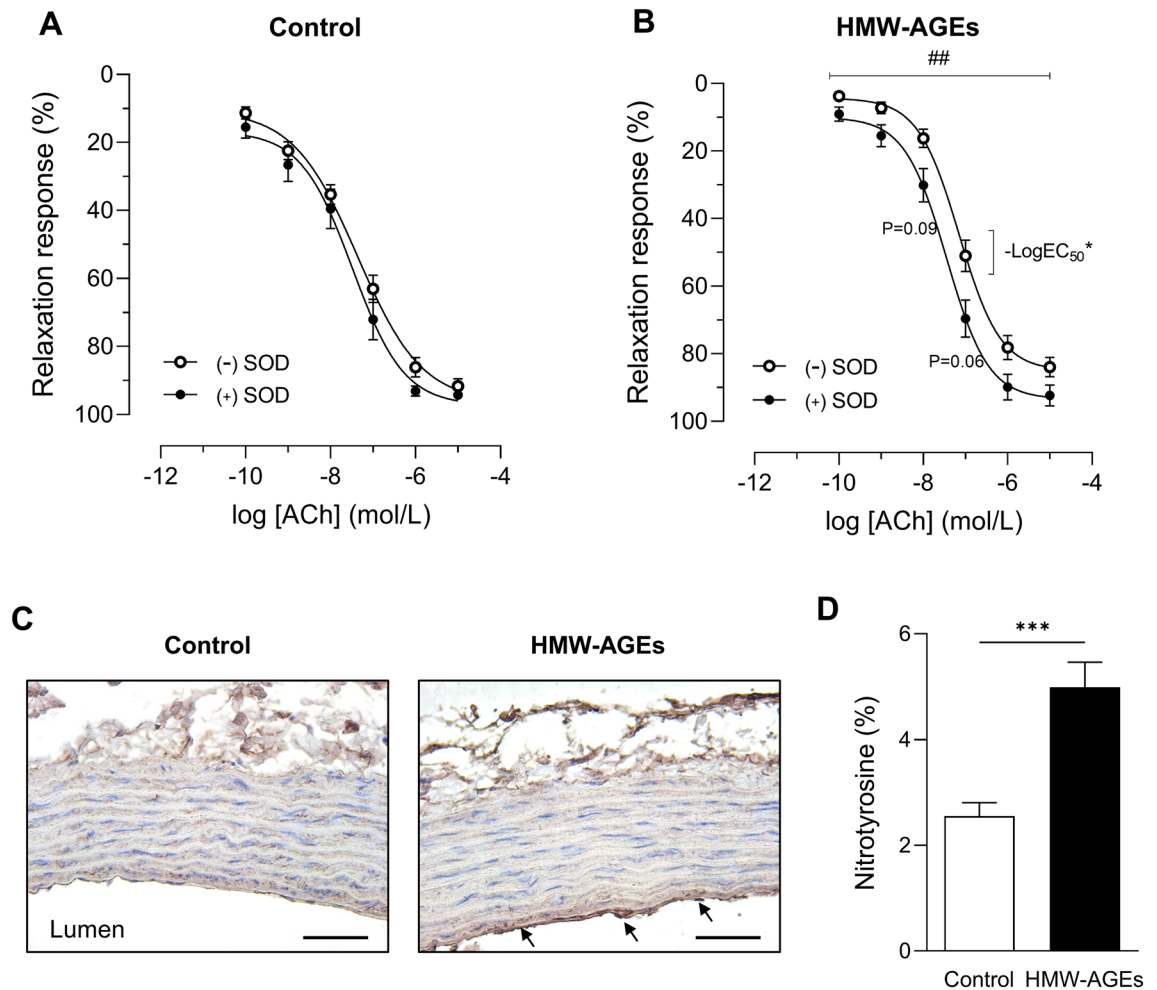 A
Control
Relaxation response (%)
0
20
40
60
80
100
(-) SOD
(+) SOD
-12
-10
-8
-6
-4
log [ACh] (mol/L)
B
HMW-AGEs
##
Relaxation response (%)
0
20
40
60
80
100
P=0.09
-LogEC50*
P=0.06
(-) SOD
(+) SOD
-12
-10
-8
-6
-4
log [ACh] (mol/L)
C
Control
HMW-AGEs
Lumen
D
***
Nitrotyrosine (%)
6
4
2
0
Control HMW-AGEs